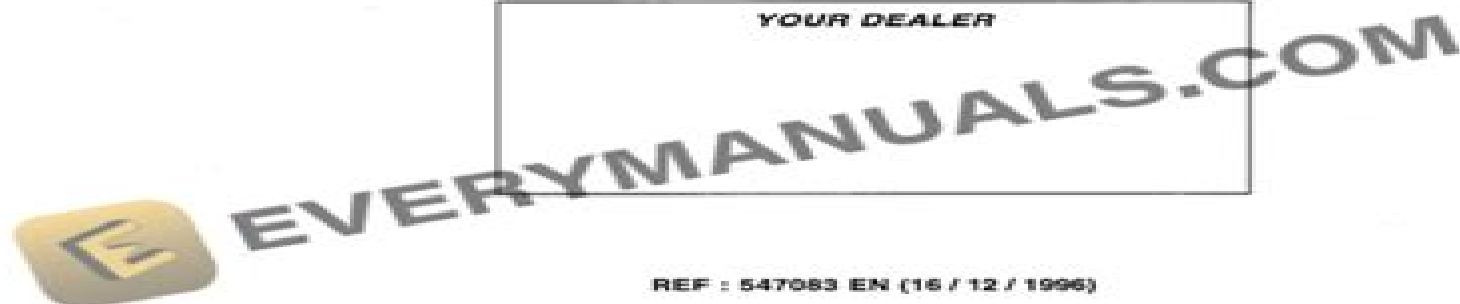 YOUR DEALER
EVERYMANUALS.COM
REF : 547083 EN (16 / 12 / 1996)